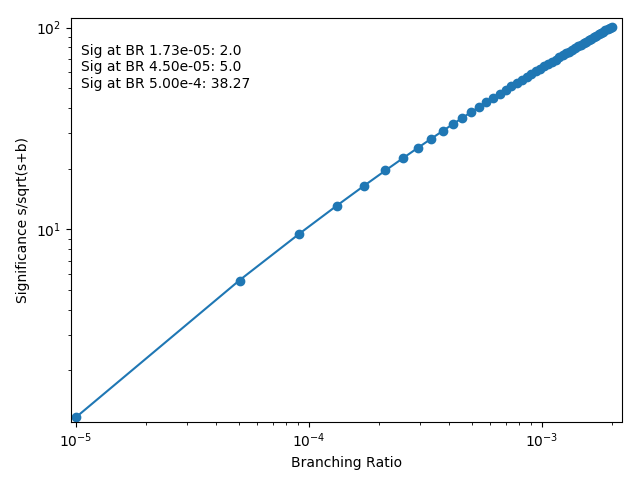 10²
Sig at BR 1.73e-05: 2.0
Sig at BR 4.50e-05: 5.0
Sig at BR 5.00e-4: 38.27
Significance s/sqrt(s+b)
10¹
10⁻⁵
10⁻⁴
10⁻³
Branching Ratio